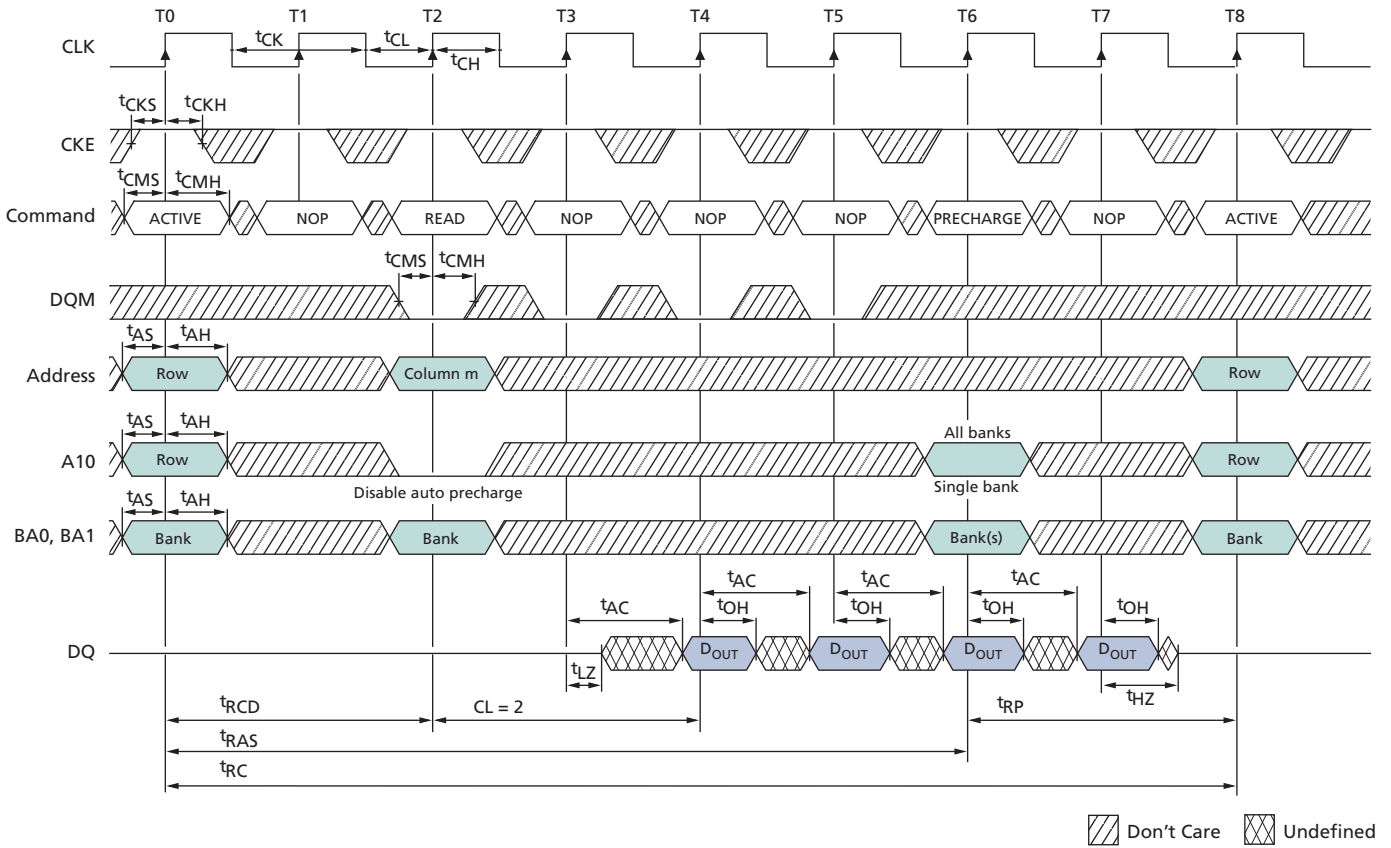 T0 T1 T2 T3 T4 T5 T6 T7 T8
CLK tCK tCL tCH
tCKS tCKH
CKE
tCMS tCMH
Command ACTIVE NOP READ NOP NOP NOP PRECHARGE NOP ACTIVE
tCMS tCMH
DQM
tAS tAH
Address Row Column m Row
tAS tAH All banks
A10 Row Row
Disable auto precharge Single bank
tAS tAH
BA0, BA1 Bank Bank Bank(s) Bank
tAC tAC tAC tAC
tOH tOH tOH tOH
DQ DOUT DOUT DOUT DOUT
tLZ tHZ
tRCD CL = 2 tRP
tRAS
tRC
Don't Care Undefined